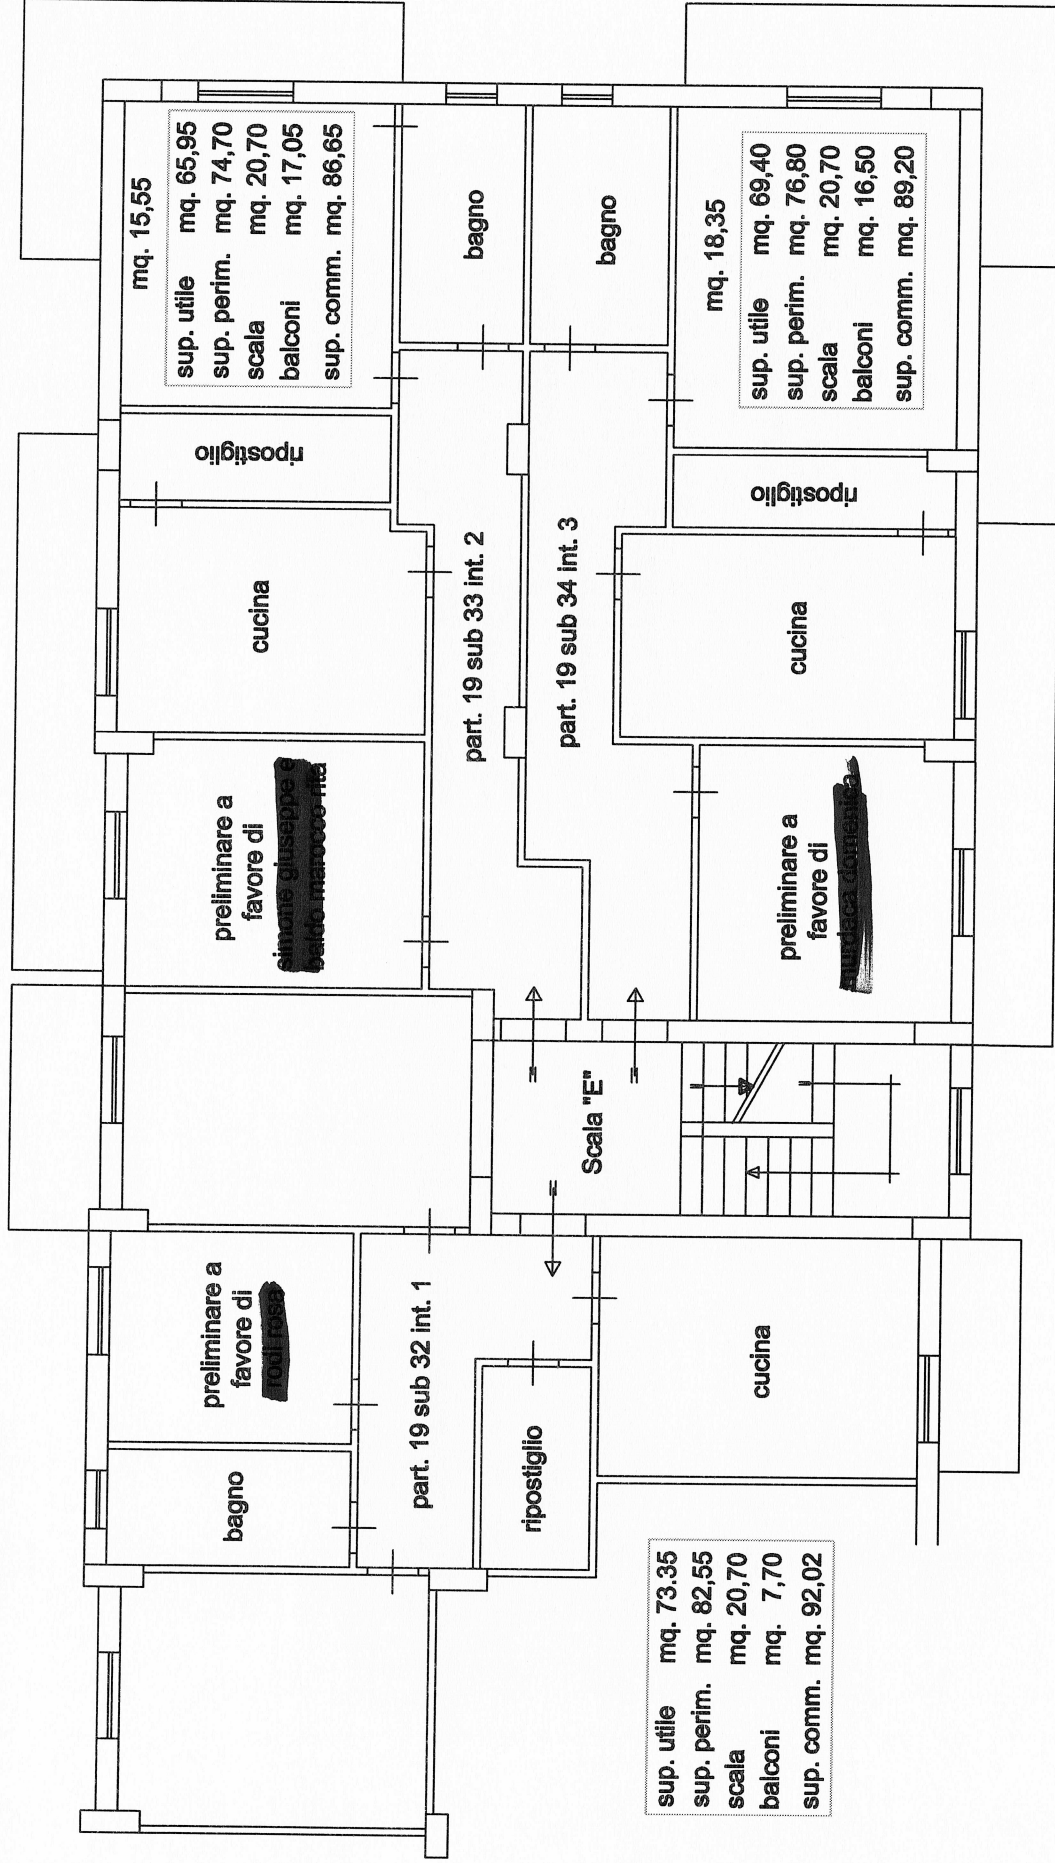 mq. 15,55
sup. utile mq. 65,95
sup. perim. mq. 74,70
scala mq. 20,70
balconi mq. 17,05
sup. comm. mq. 86,65
bagno
bagno
mq. 18,35
sup. utile mq. 69,40
sup. perim. mq. 76,80
scala mq. 20,70
balconi mq. 16,50
sup. comm. mq. 89,20
ripostiglio
ripostiglio
cucina
part. 19 sub 33 int. 2
part. 19 sub 34 int. 3
cucina
preliminare a
favore di
preliminare a
favore di
Scala "E"
preliminare a
favore di
part. 19 sub 32 int. 1
bagno
ripostiglio
cucina
sup. utile mq. 73.35
sup. perim. mq. 82,55
scala mq. 20,70
balconi mq. 7,70
sup. comm. mq. 92,02